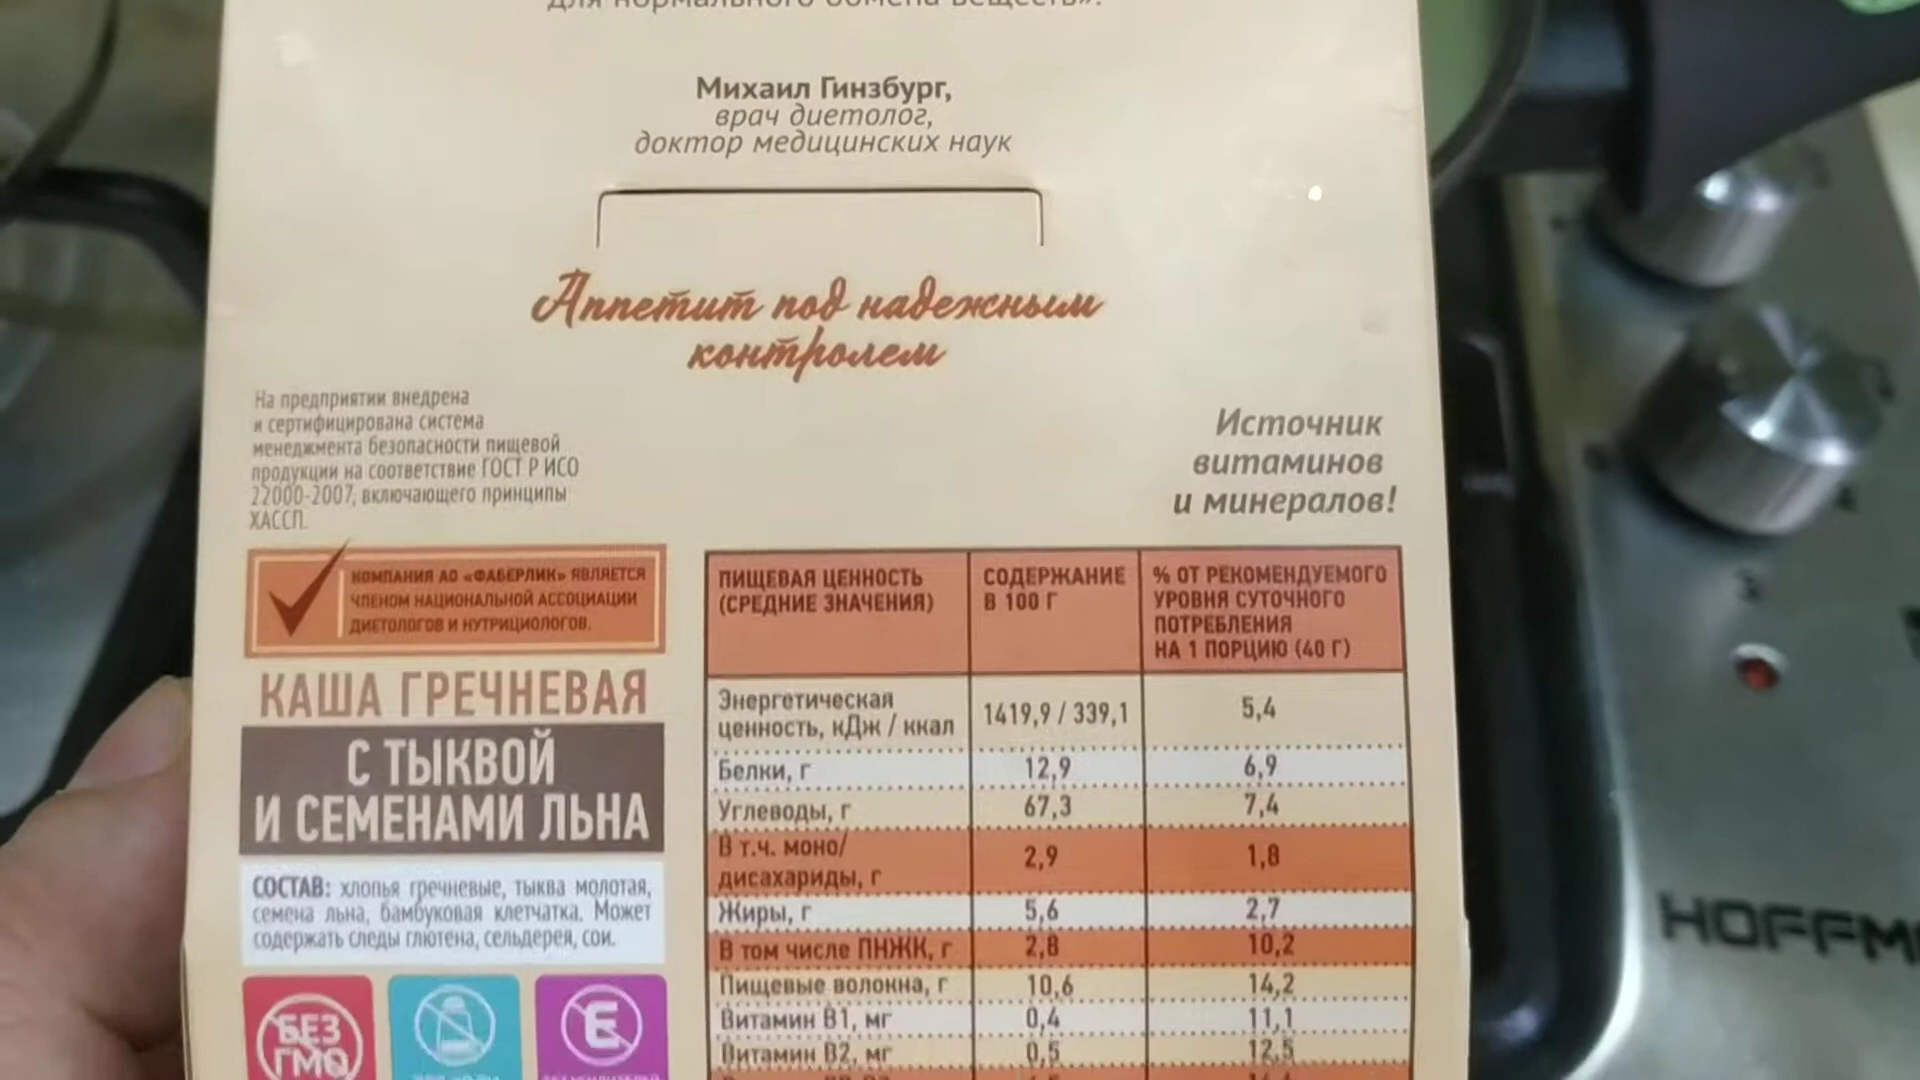 для нормального обмена веществ».
Михаил Гинзбург,
врач диетолог,
доктор медицинских наук
Аппетит под надежным
контролем
На предприятии внедрена
и сертифицирована система
менеджмента безопасности пищевой
продукции на соответствие ГОСТ Р ИСО
22000-2007, включающего принципы
ХАССП.
Источник
витаминов
и минералов!
КОМПАНИЯ АО «ФАБЕРЛИК» ЯВЛЯЕТСЯ
ЧЛЕНОМ НАЦИОНАЛЬНОЙ АССОЦИАЦИИ
ДИЕТОЛОГОВ И НУТРИЦИОЛОГОВ.
КАША ГРЕЧНЕВАЯ
С ТЫКВОЙ
И СЕМЕНАМИ ЛЬНА
СОСТАВ: хлопья гречневые, тыква молотая,
семена льна, бамбуковая клетчатка. Может
содержать следы глютена, сельдерея, сои.
БЕЗ
ГМО
E
ПИЩЕВАЯ ЦЕННОСТЬ
(СРЕДНИЕ ЗНАЧЕНИЯ)
СОДЕРЖАНИЕ
В 100 Г
% ОТ РЕКОМЕНДУЕМОГО
УРОВНЯ СУТОЧНОГО
ПОТРЕБЛЕНИЯ
НА 1 ПОРЦИЮ (40 Г)
Энергетическая
ценность, кДж / ккал 1419,9 / 339,1 5,4
Белки, г 12,9 6,9
Углеводы, г 67,3 7,4
В т.ч. моно/
дисахариды, г 2,9 1,8
Жиры, г 5,6 2,7
В том числе ПНЖК, г 2,8 10,2
Пищевые волокна, г 10,6 14,2
Витамин B1, мг 0,4 11,1
Витамин B2, мг 0,5 12,5
3